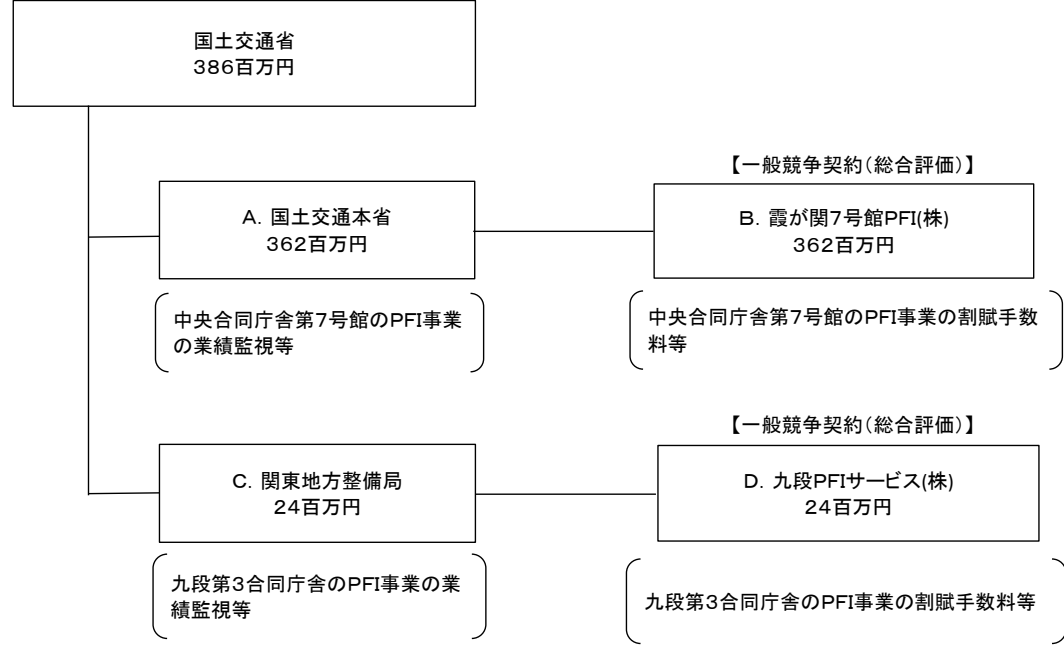 国土交通省
386百万円
【一般競争契約(総合評価)】
A. 国土交通本省
362百万円
B. 霞が関7号館PFI(株)
362百万円
中央合同庁舎第7号館のPFI事業
の業績監視等
中央合同庁舎第7号館のPFI事業の割賦手数
料等
【一般競争契約(総合評価)】
C. 関東地方整備局
24百万円
D. 九段PFIサービス(株)
24百万円
九段第3合同庁舎のPFI事業の業
績監視等
九段第3合同庁舎のPFI事業の割賦手数料等